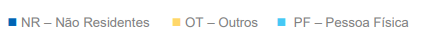 NR – Não Residentes OT – Outros PF – Pessoa Física